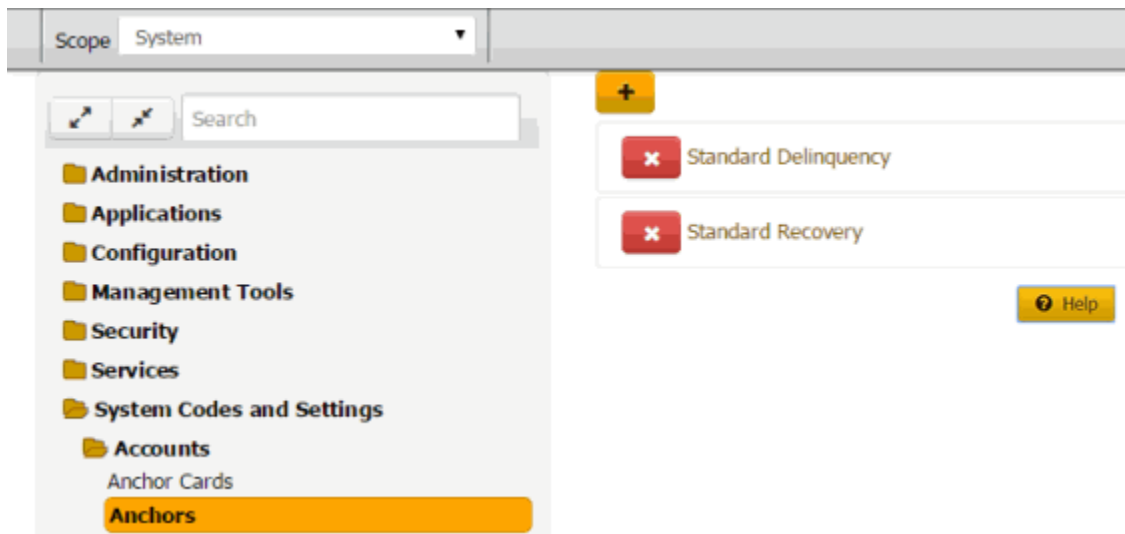 Scope System
Search
Administration
Applications
Configuration
Management Tools
Security
Services
System Codes and Settings
Accounts
Anchor Cards
Anchors
Standard Delinquency
Standard Recovery
Help